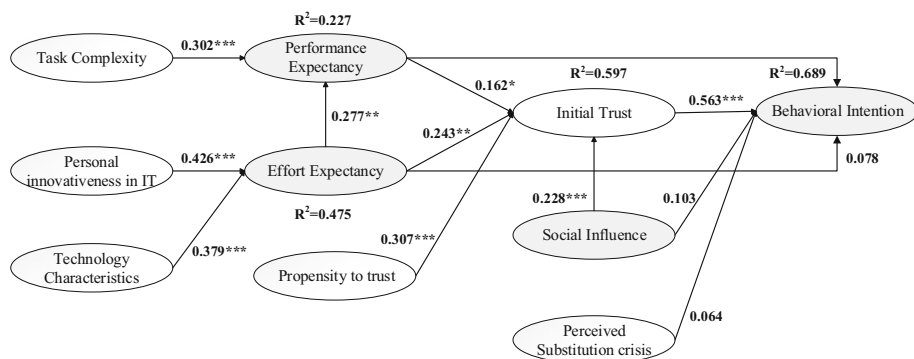 R²=0.227
Task Complexity
0.302***
Performance
Expectancy
R²=0.597
R²=0.689
0.162*
Initial Trust
0.563***
Behavioral Intention
0.277**
0.243**
Personal
innovativeness in IT
0.426***
Effort Expectancy
0.078
R²=0.475
0.228***
0.103
0.379***
0.307***
Social Influence
Technology
Characteristics
Propensity to trust
0.064
Perceived
Substitution crisis